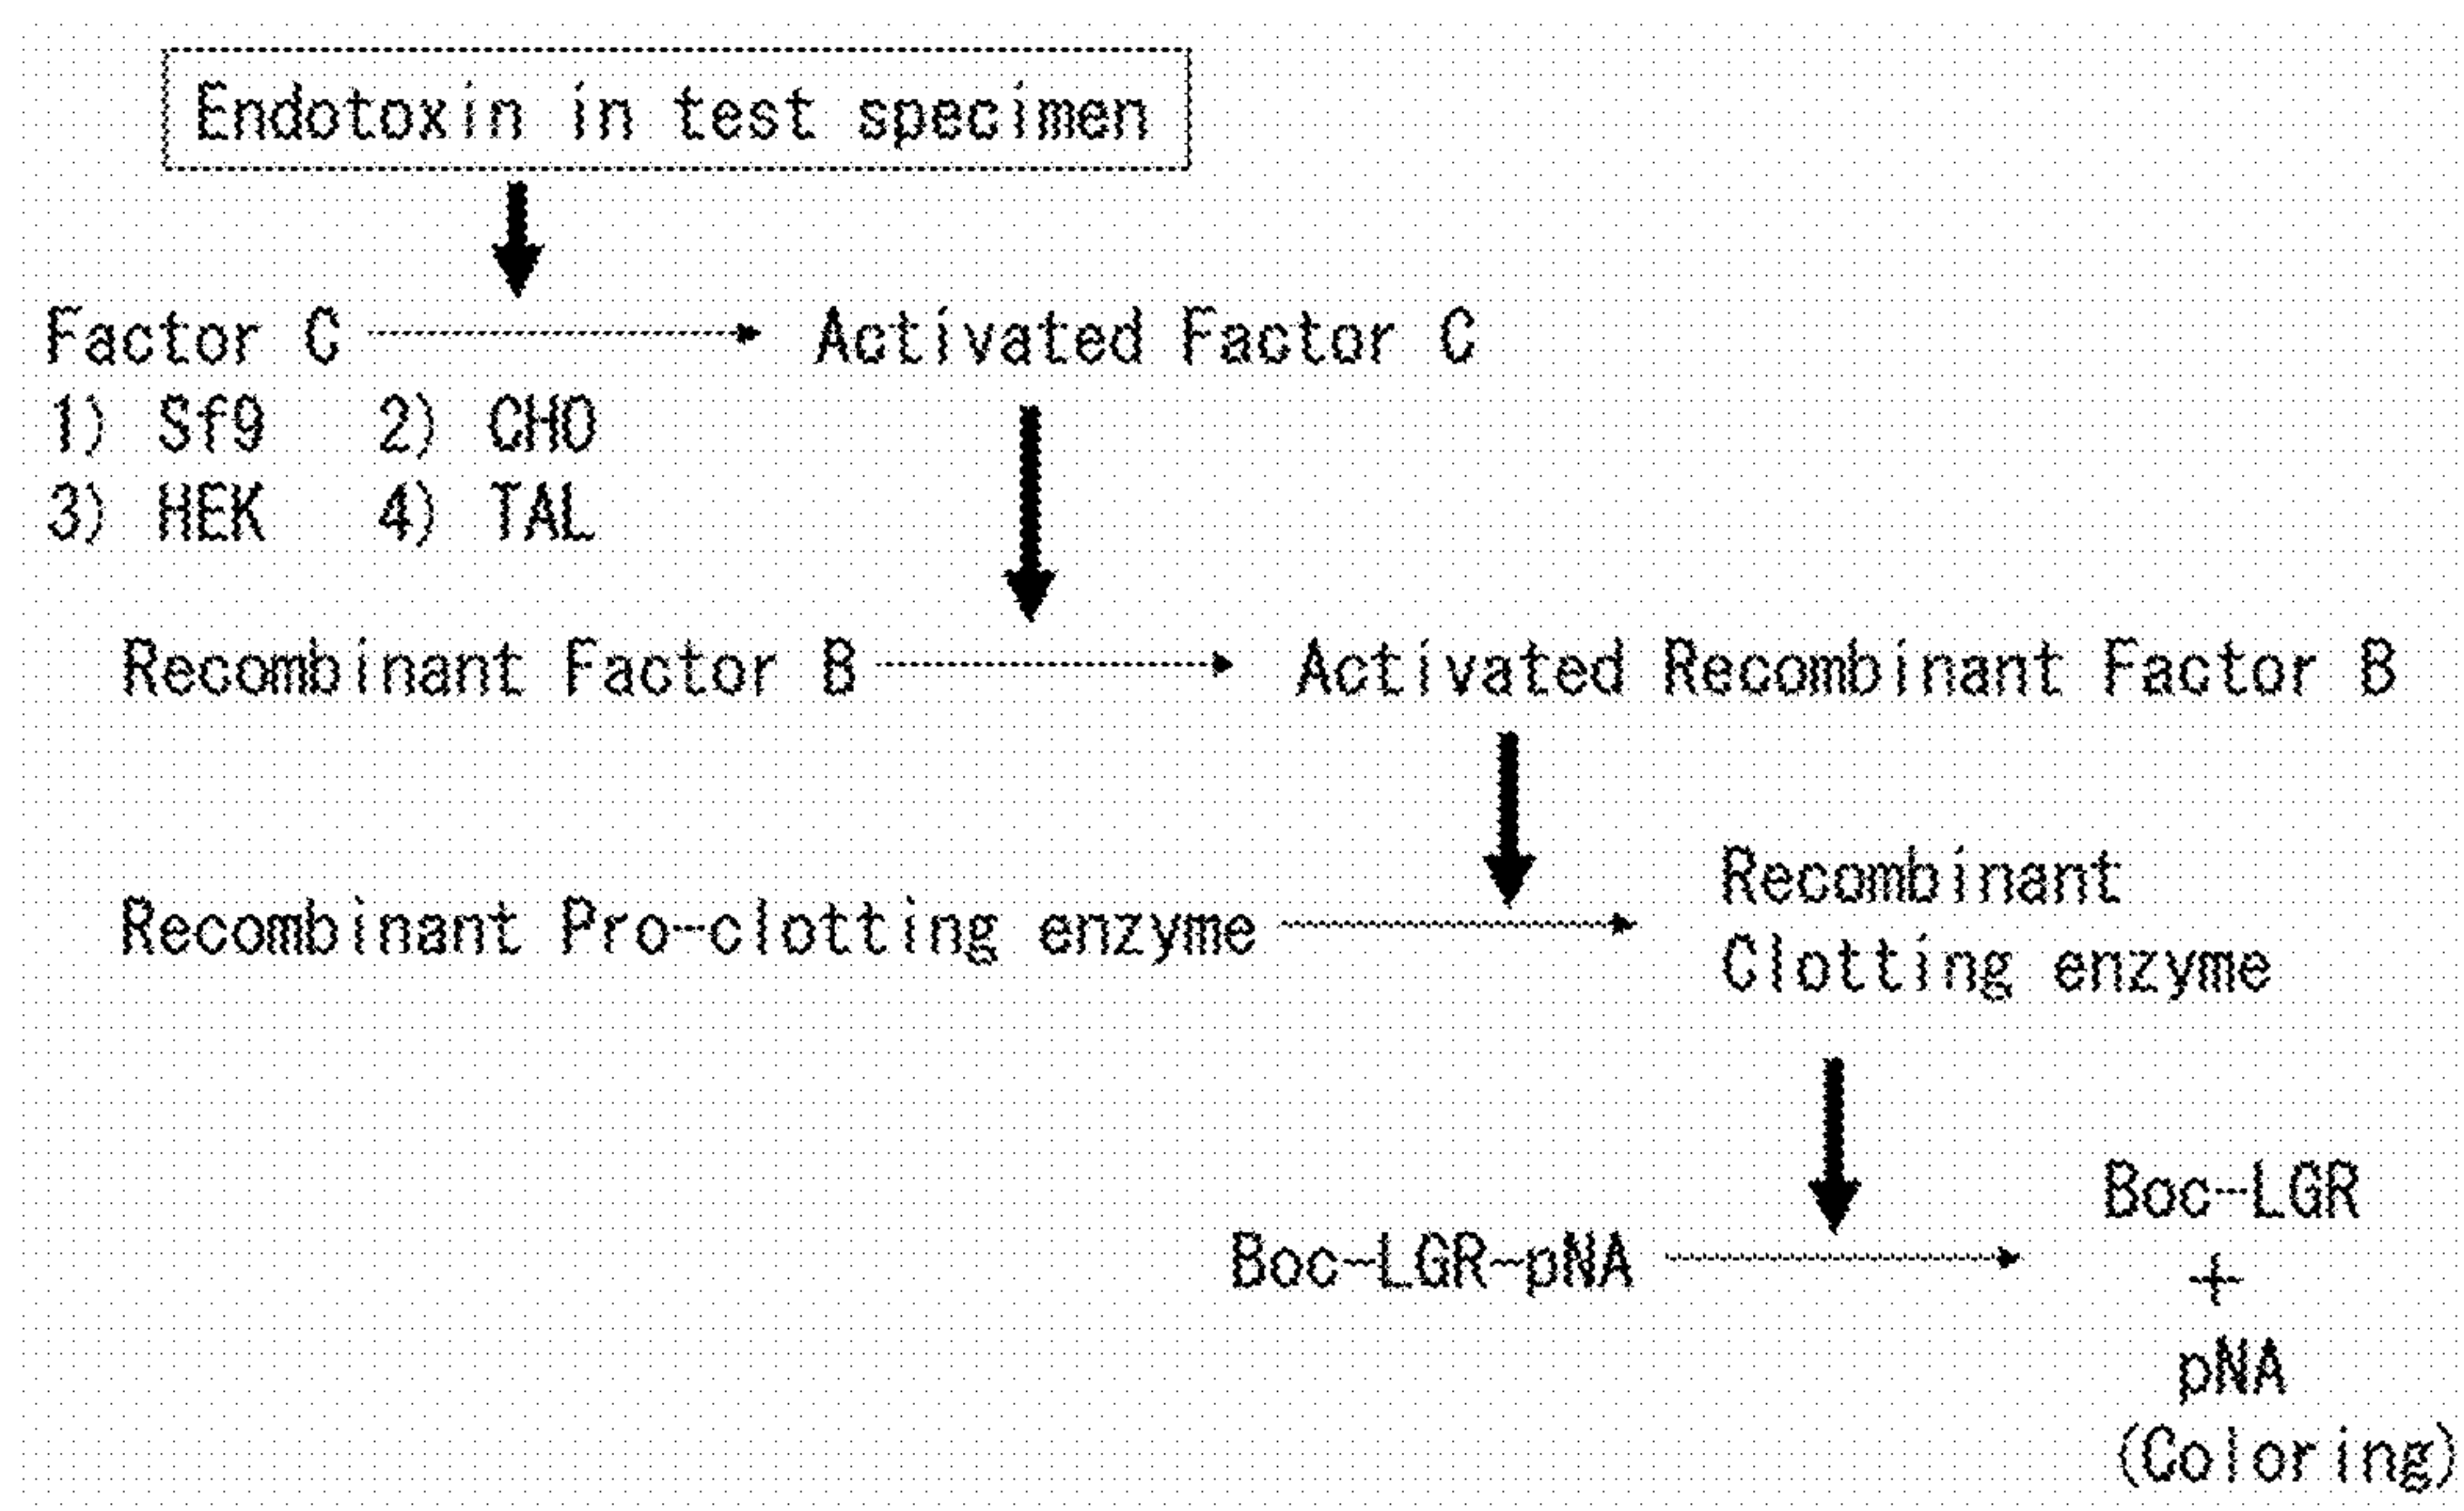 Endotoxin in test specimen
Factor C
Activated Factor C
1) Sf9 2) CHO
3) HEK 4) TAL
Recombinant Factor B
Activated Recombinant Factor B
Recombinant Pro-clotting enzyme
Recombinant
Clotting enzyme
Boc-LGR-pNA
Boc-LGR
+
pNA
(Coloring)